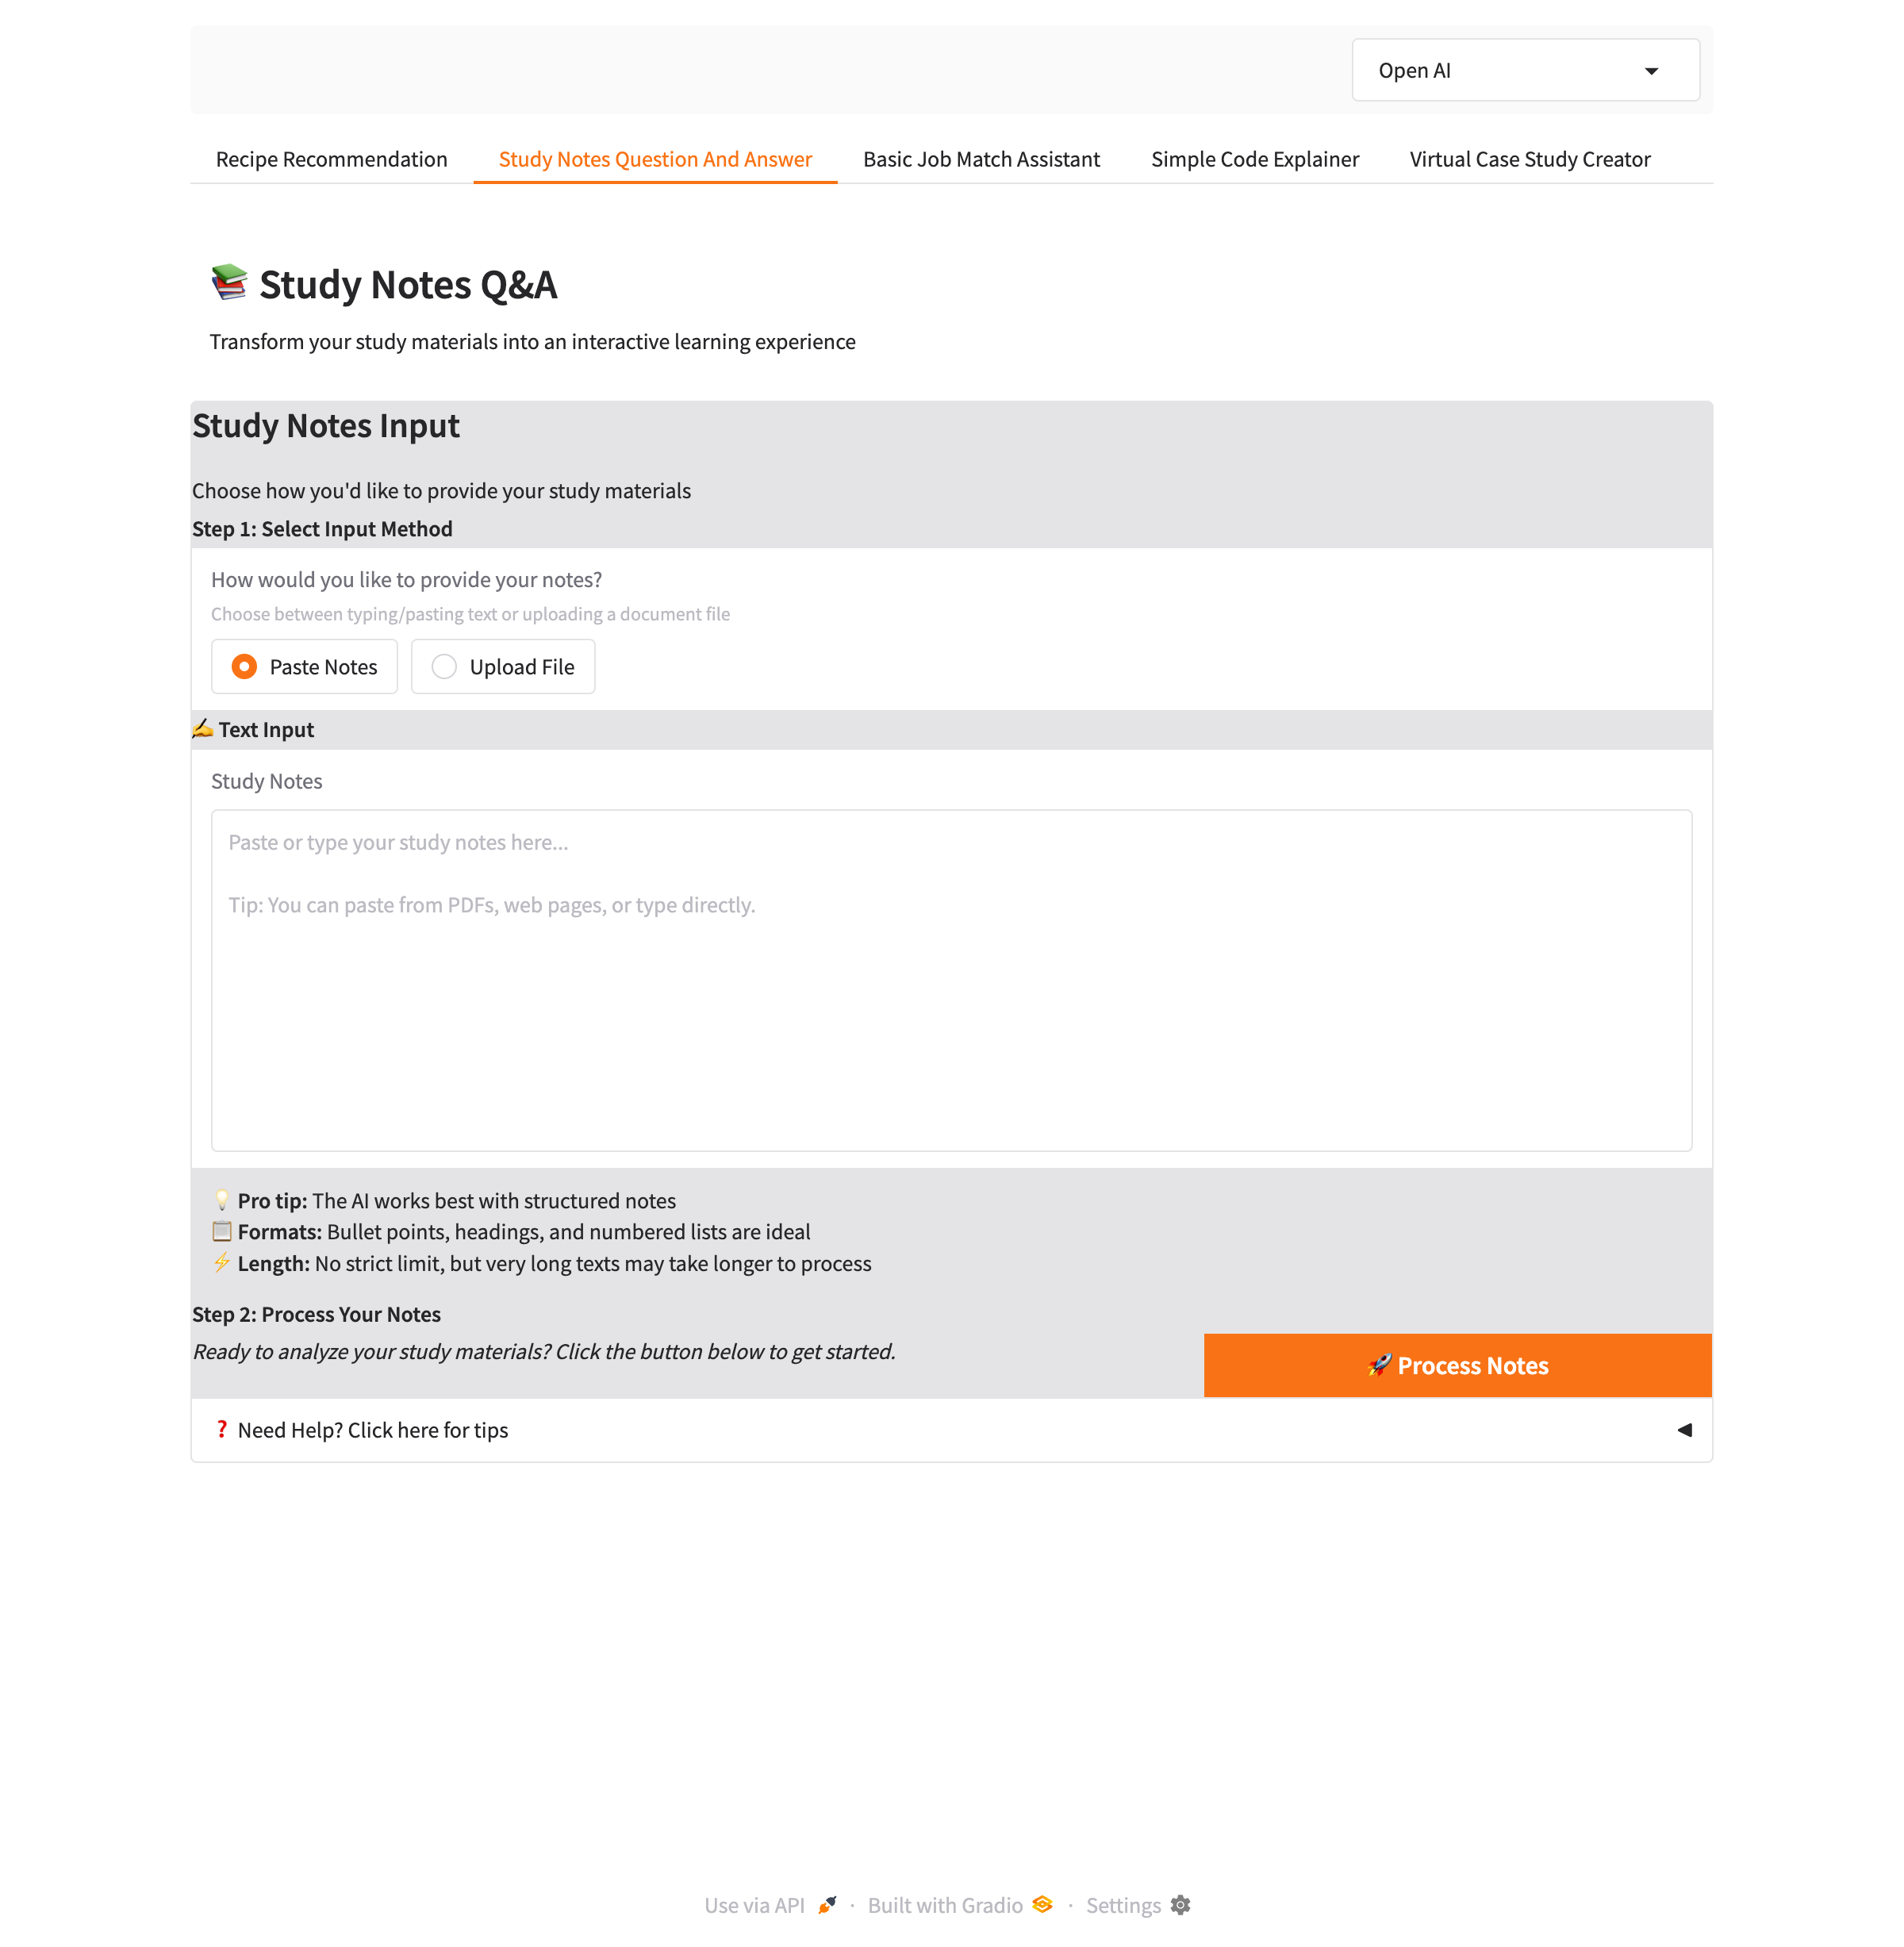 Open AI
Recipe Recommendation Study Notes Question And Answer Basic Job Match Assistant Simple Code Explainer Virtual Case Study Creator
📚 Study Notes Q&A
Transform your study materials into an interactive learning experience
Study Notes Input
Choose how you'd like to provide your study materials
Step 1: Select Input Method
How would you like to provide your notes?
Choose between typing/pasting text or uploading a document file
Paste Notes Upload File
✍️ Text Input
Study Notes
Paste or type your study notes here...
Tip: You can paste from PDFs, web pages, or type directly.
💡 Pro tip: The AI works best with structured notes
📋 Formats: Bullet points, headings, and numbered lists are ideal
⚡ Length: No strict limit, but very long texts may take longer to process
Step 2: Process Your Notes
Ready to analyze your study materials? Click the button below to get started.
🚀 Process Notes
❓ Need Help? Click here for tips
Use via API · Built with Gradio · Settings